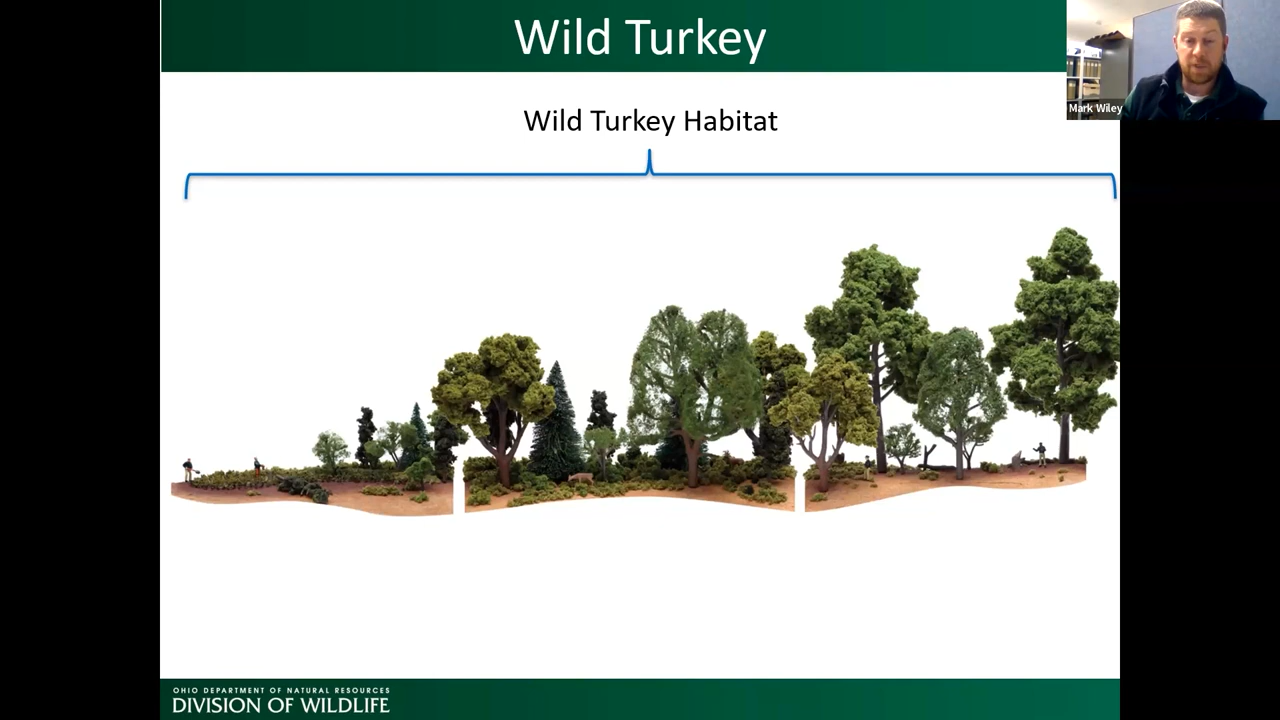 Wild Turkey
Mark Wiley
Wild Turkey Habitat
OHIO DEPARTMENT OF NATURAL RESOURCES
DIVISION OF WILDLIFE